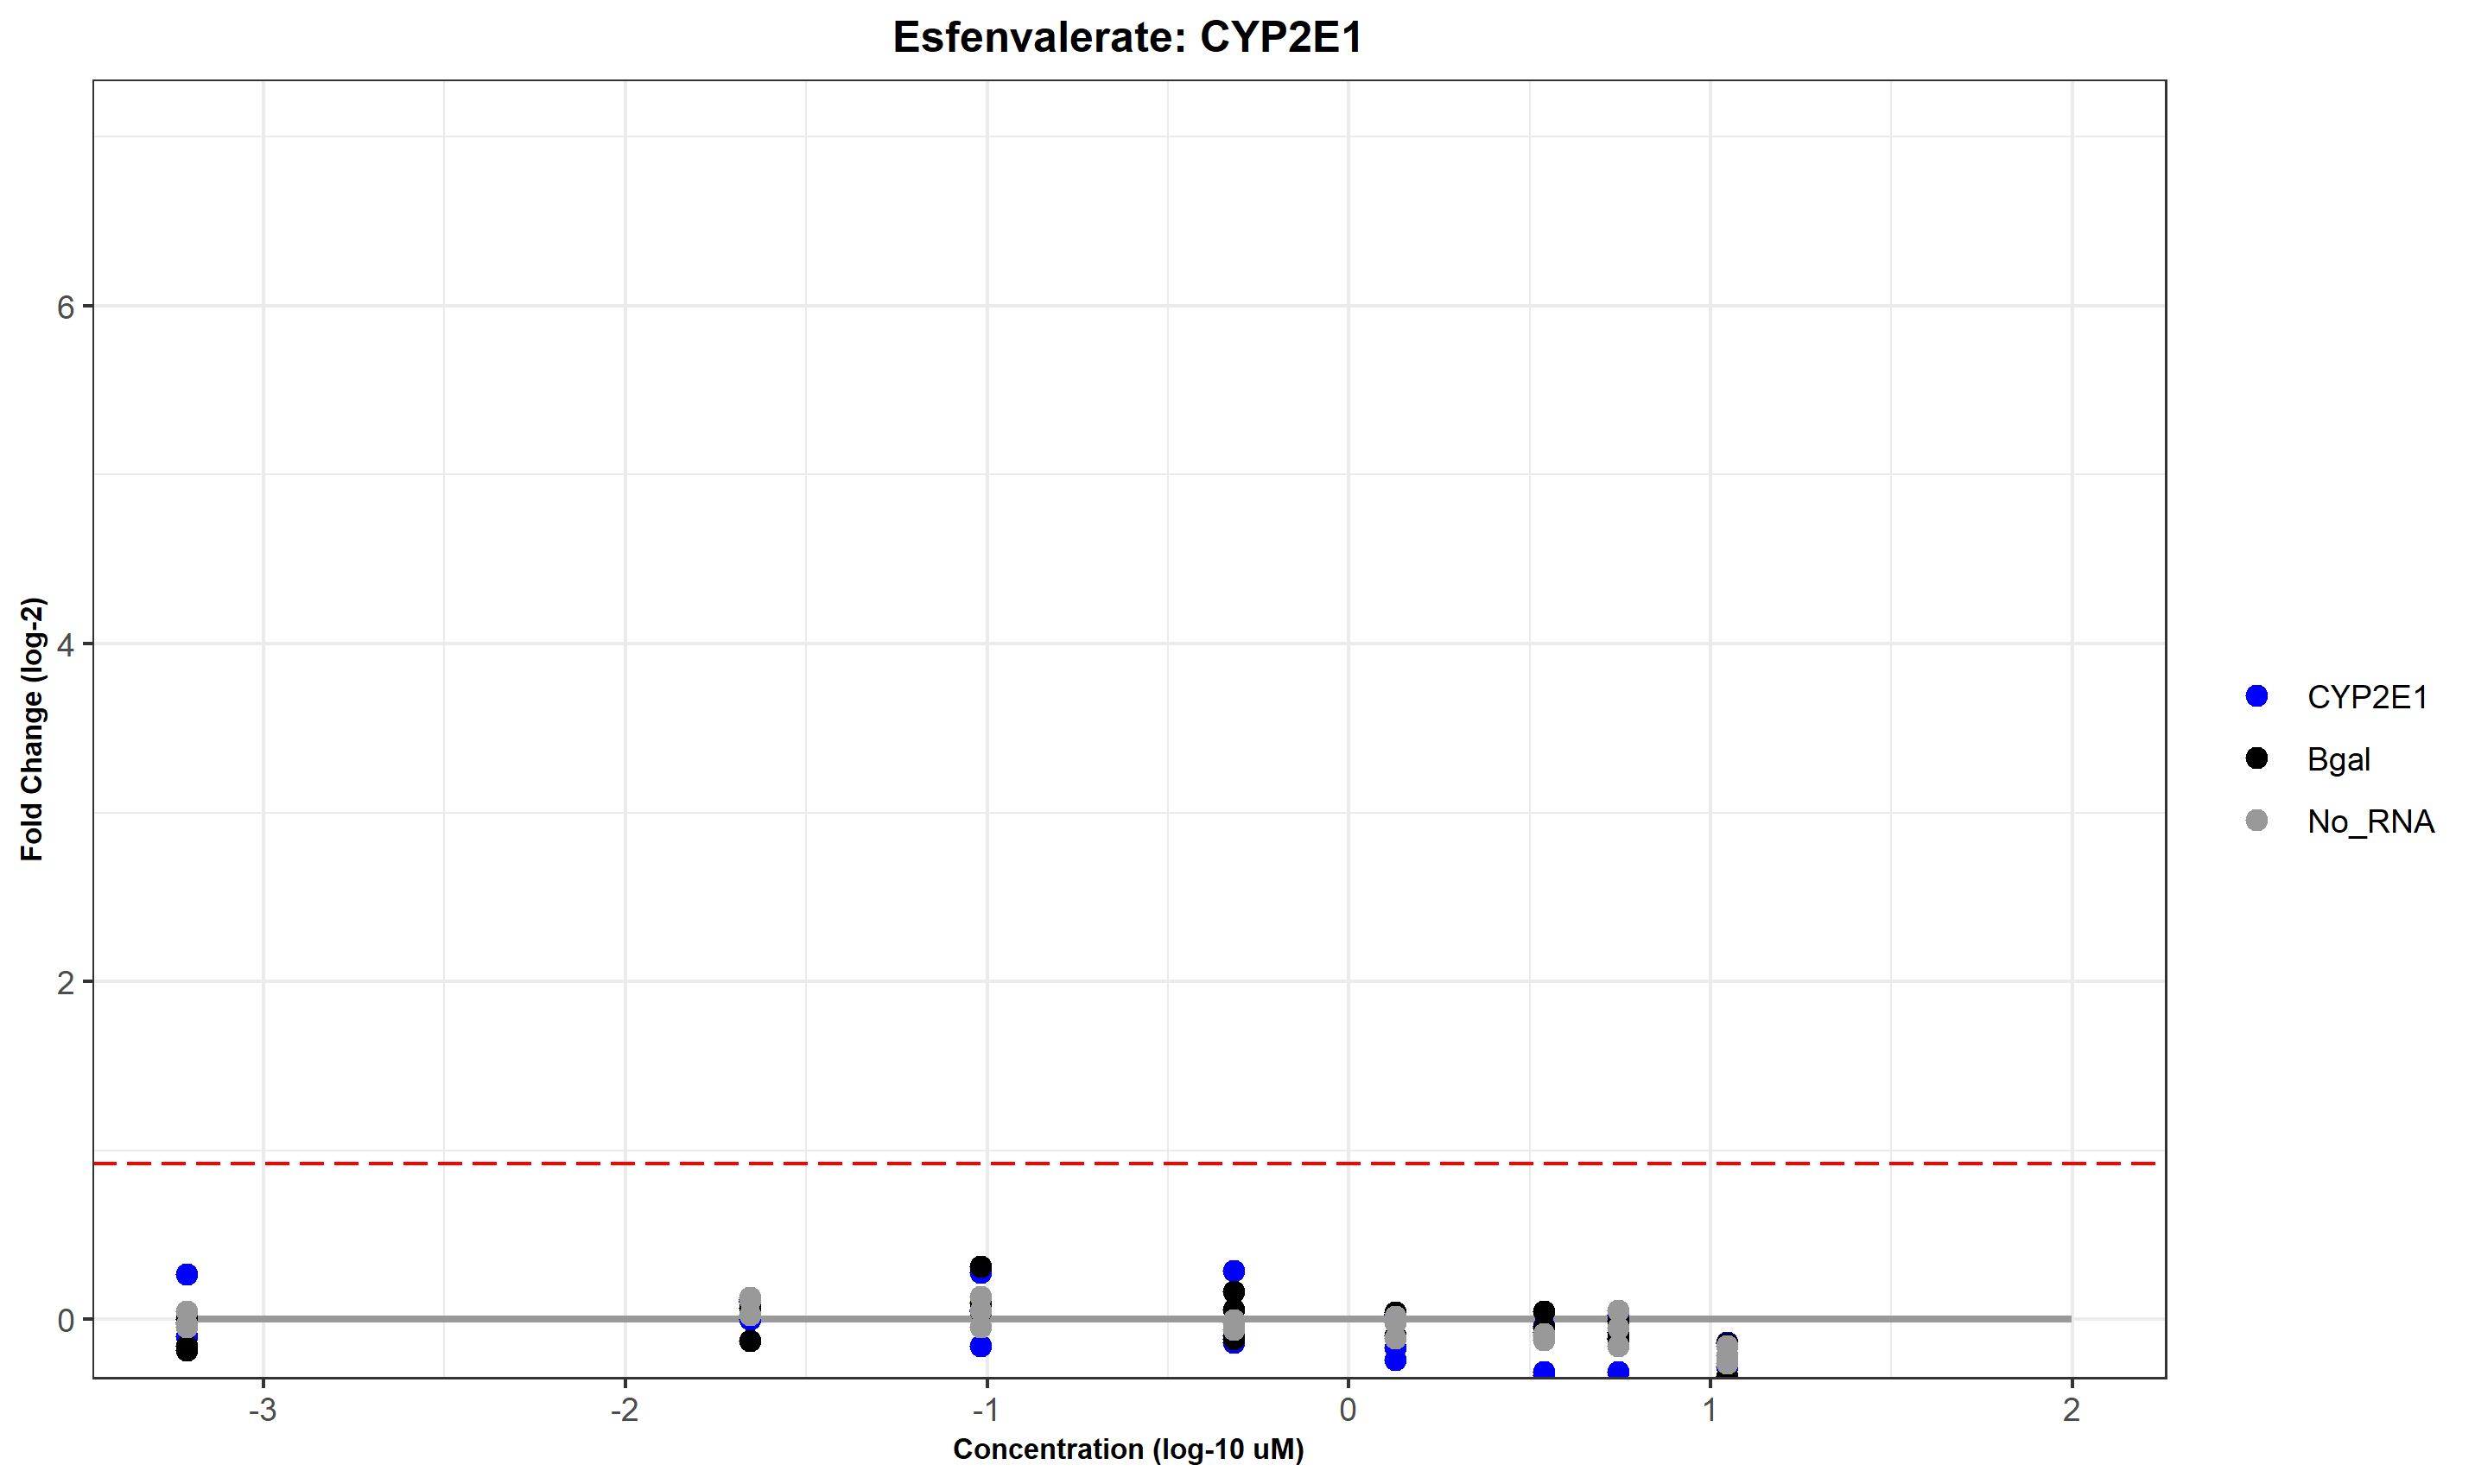 Esfenvalerate: CYP2E1
Fold Change (log-2)
6
4
2
0
-3
-2
-1
0
1
2
Concentration (log-10 uM)
CYP2E1
Bgal
No_RNA